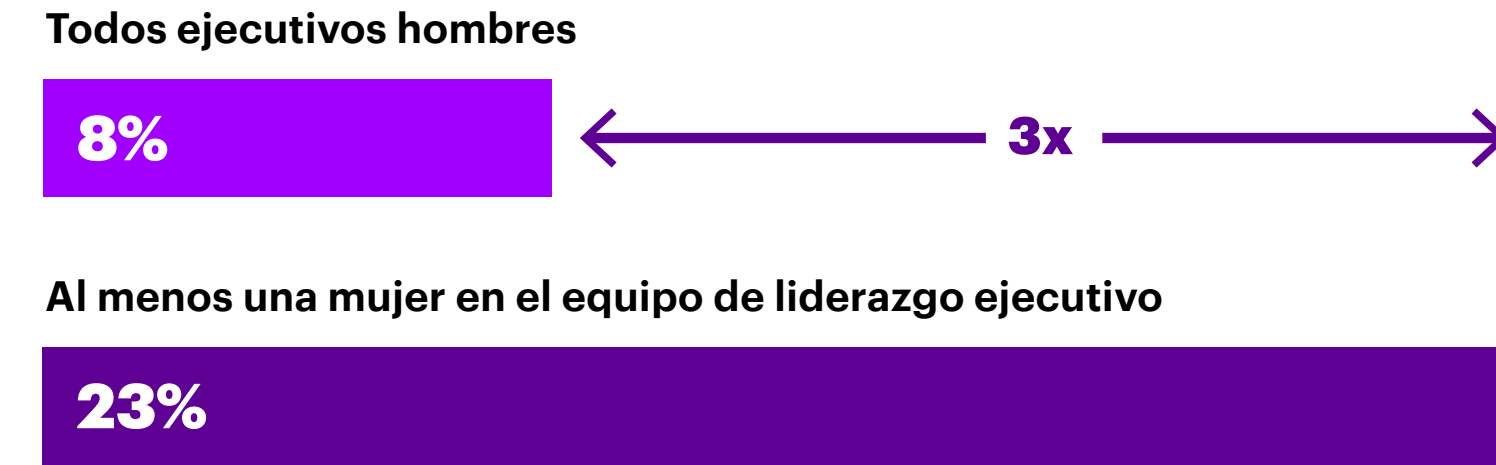 Todos ejecutivos hombres
8%
3x
Al menos una mujer en el equipo de liderazgo ejecutivo
23%